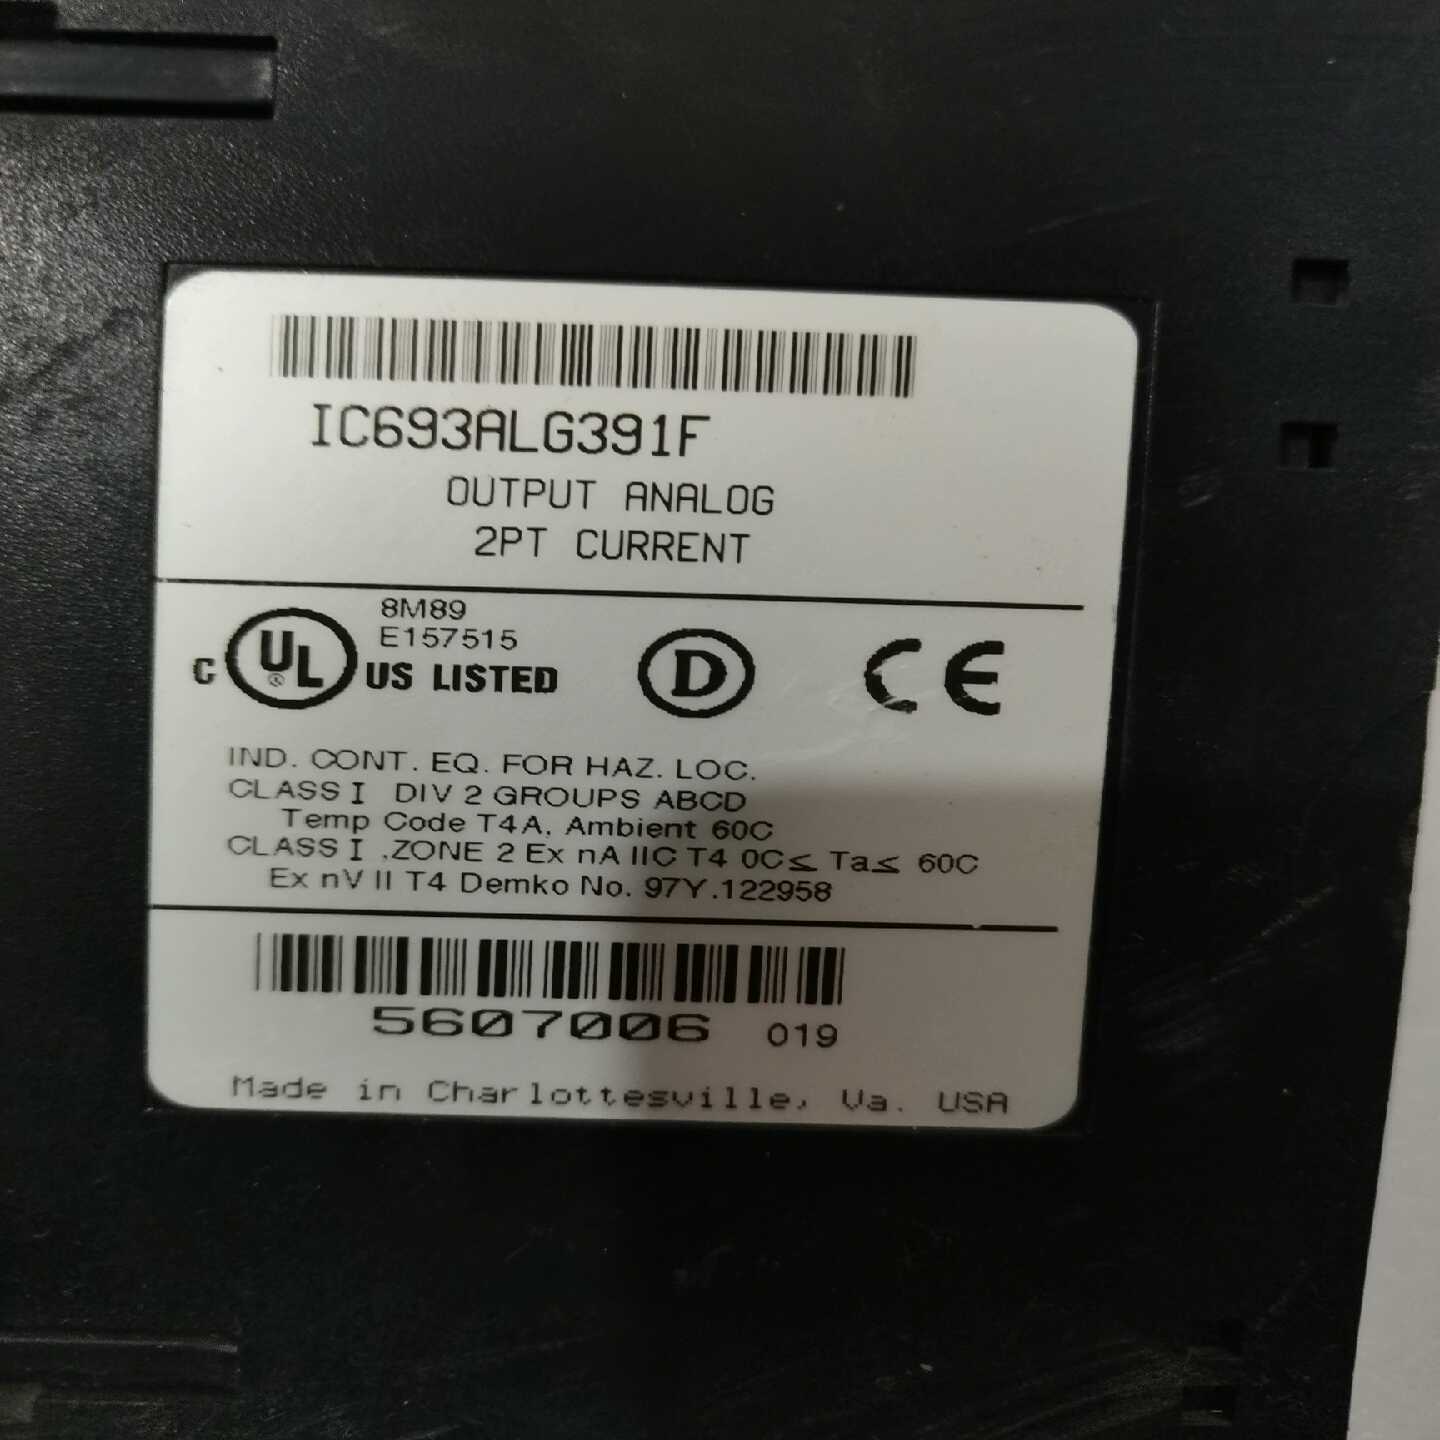 IC693ALG391F
OUTPUT ANALOG
2PT CURRENT
8M89
E157515
C UL ® US LISTED
D
CE
IND. CONT. EQ. FOR HAZ. LOC.
CLASS I DIV 2 GROUPS ABCD
Temp Code T4A, Ambient 60C
CLASS I ,ZONE 2 Ex nA IIC T4 0C≤ Ta≤ 60C
Ex nV II T4 Demko No. 97Y.122958
5607006 019
Made in Charlottesville, Va. USA